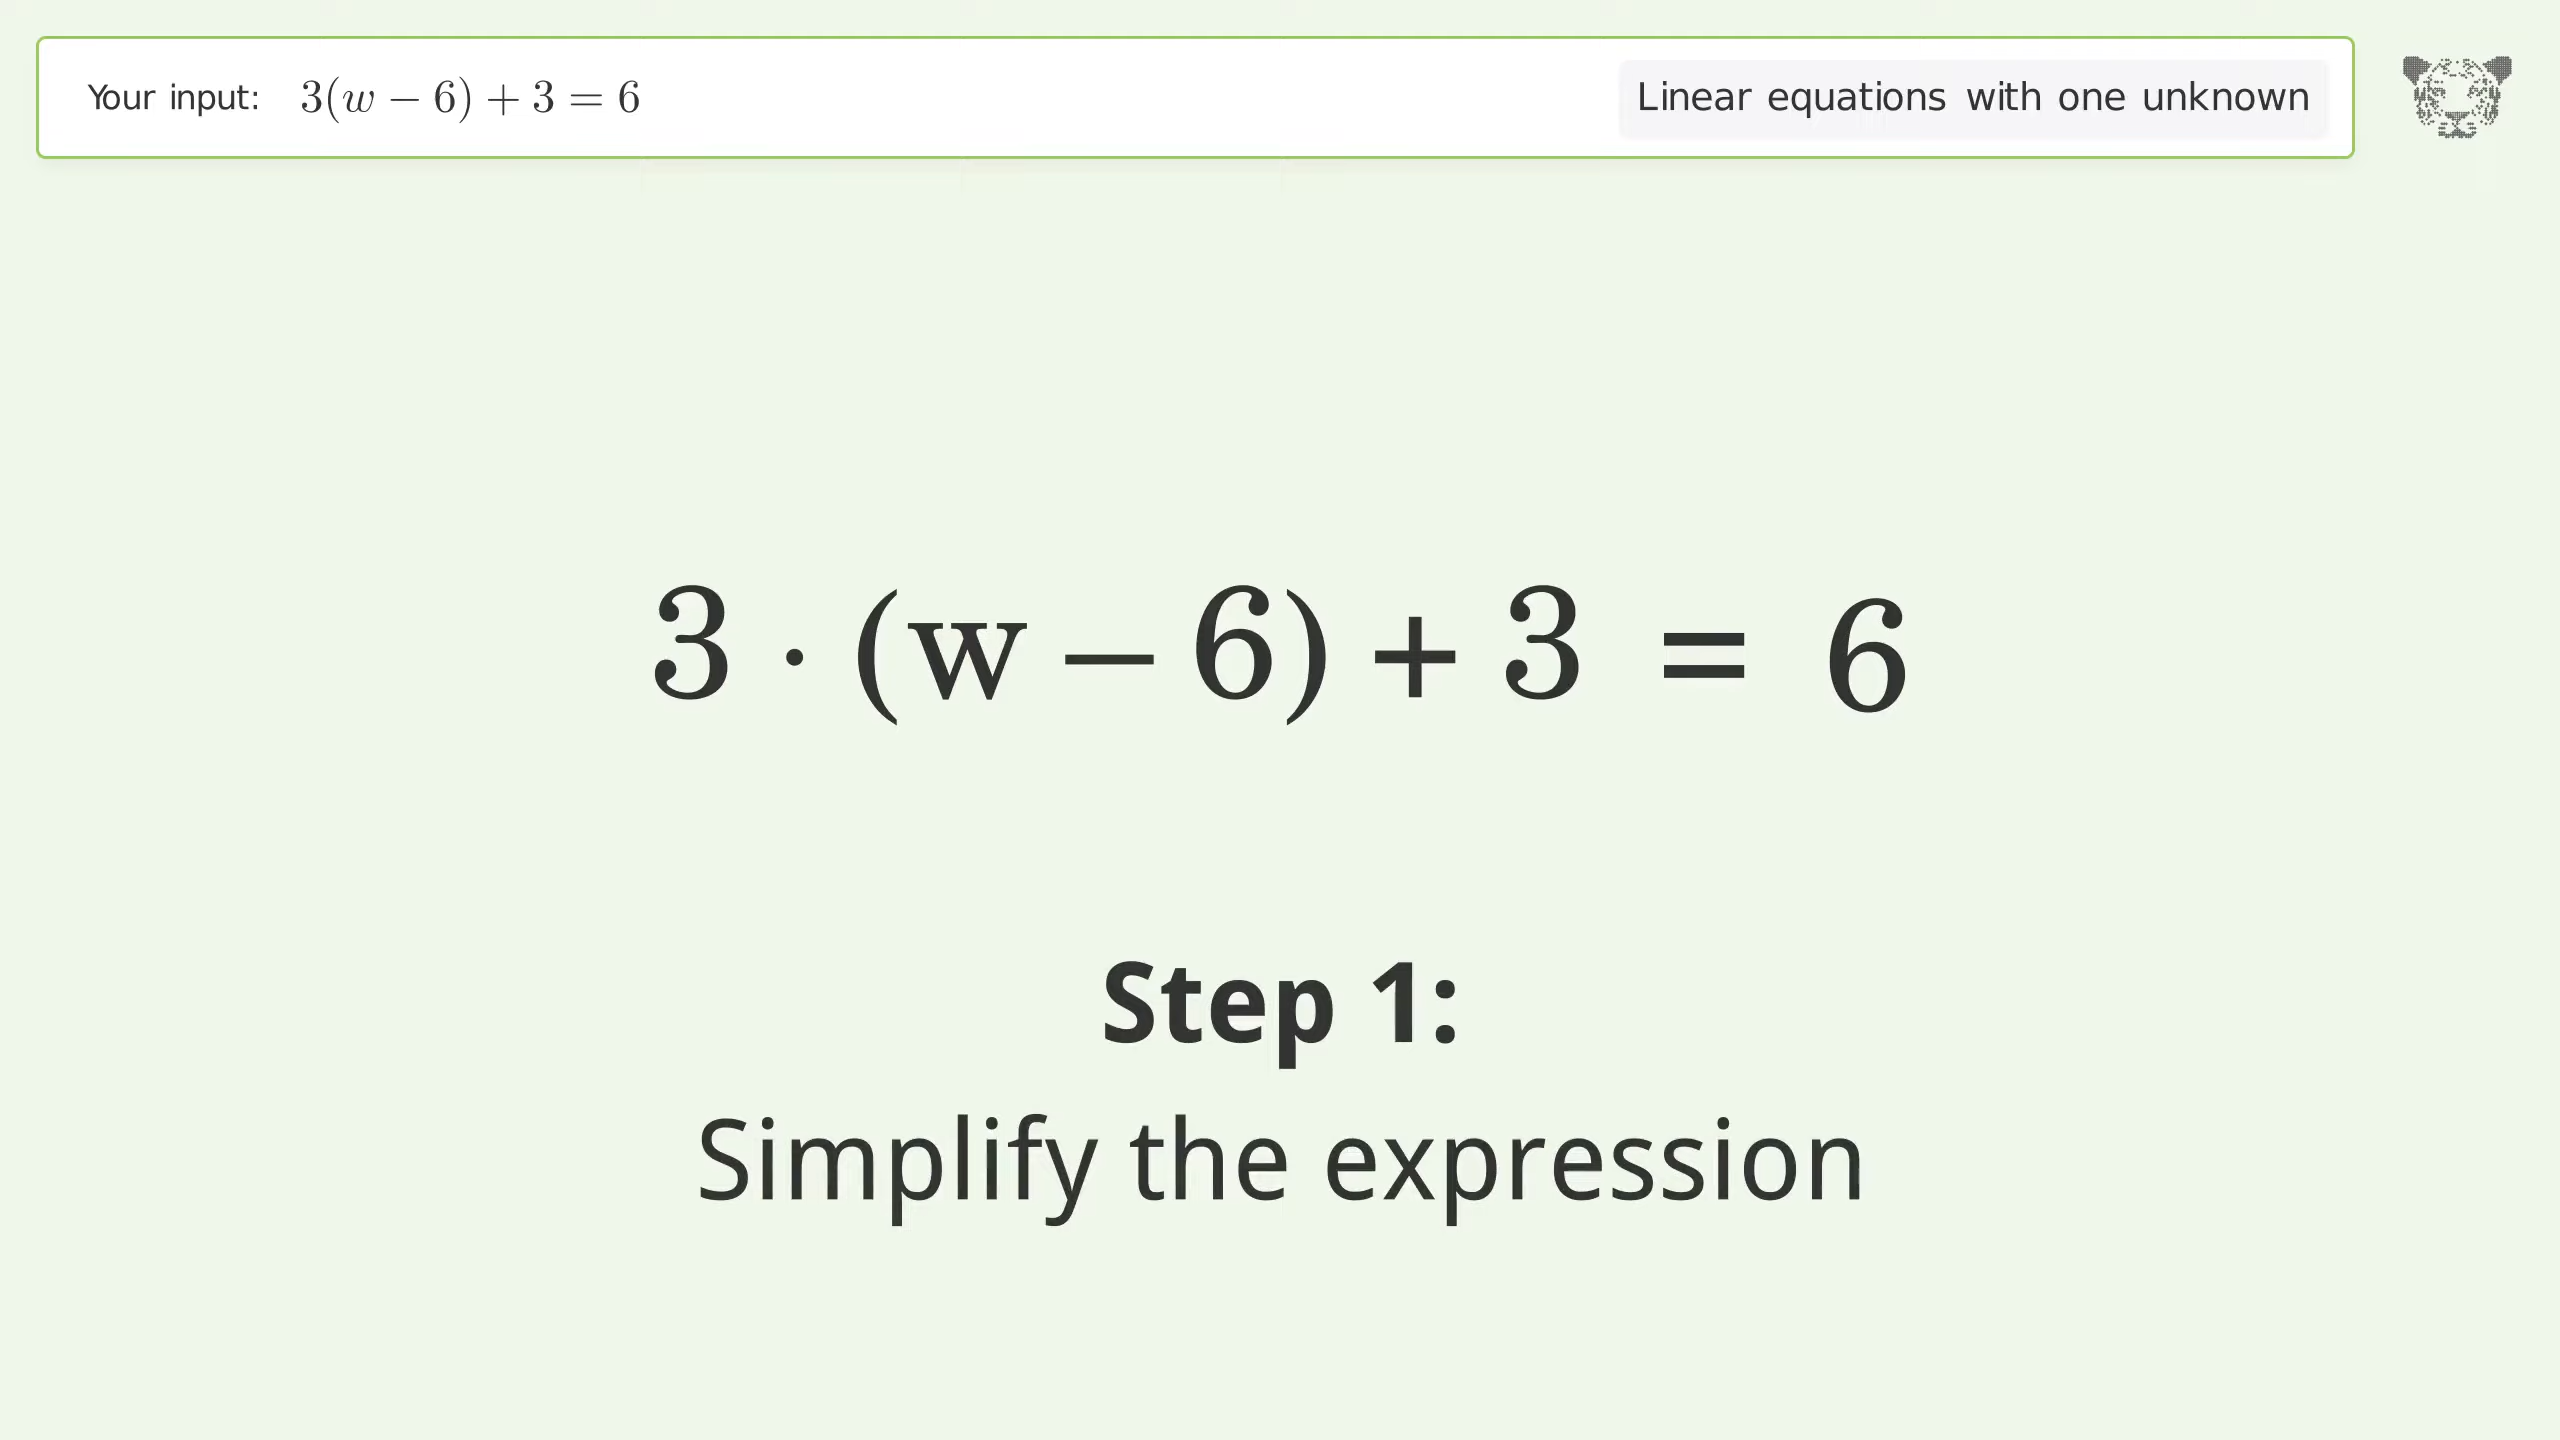 Your input: 3(w − 6) + 3 = 6
Linear equations with one unknown
3 · (w – 6) + 3 = 6
Step 1:
Simplify the expression